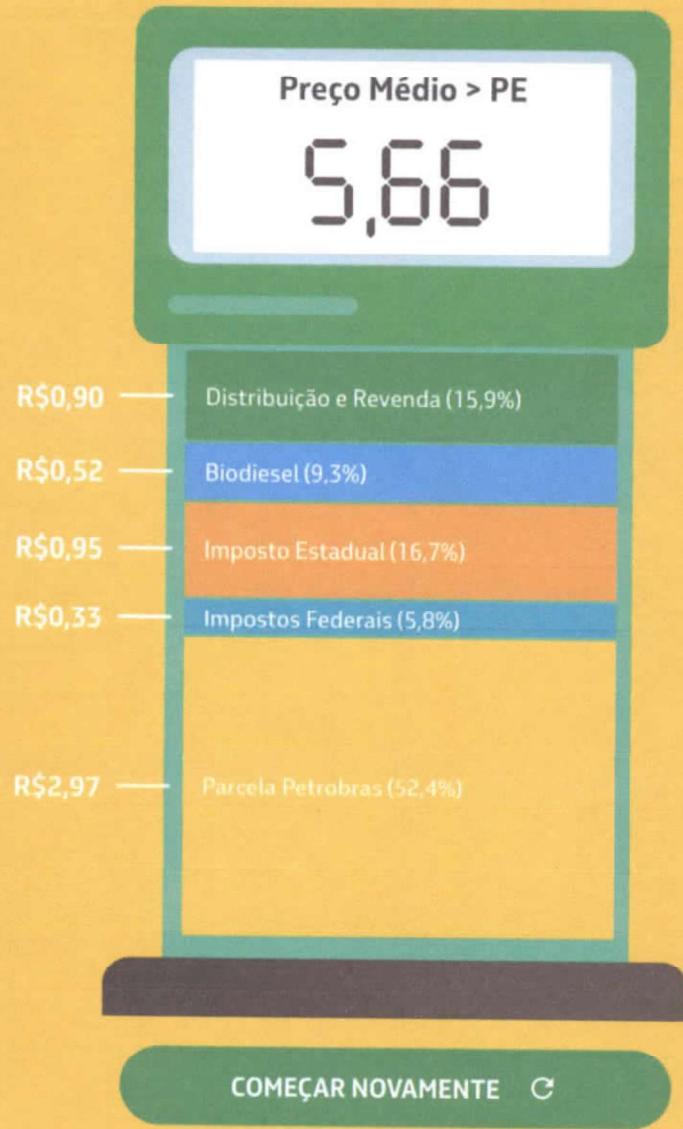 Preço Médio > PE
5,66
R$0,90 Distribuição e Revenda (15,9%)
R$0,52 Biodiesel (9,3%)
R$0,95 Imposto Estadual (16,7%)
R$0,33 Impostos Federais (5,8%)
R$2,97 Parcela Petrobras (52,4%)
COMEÇAR NOVAMENTE